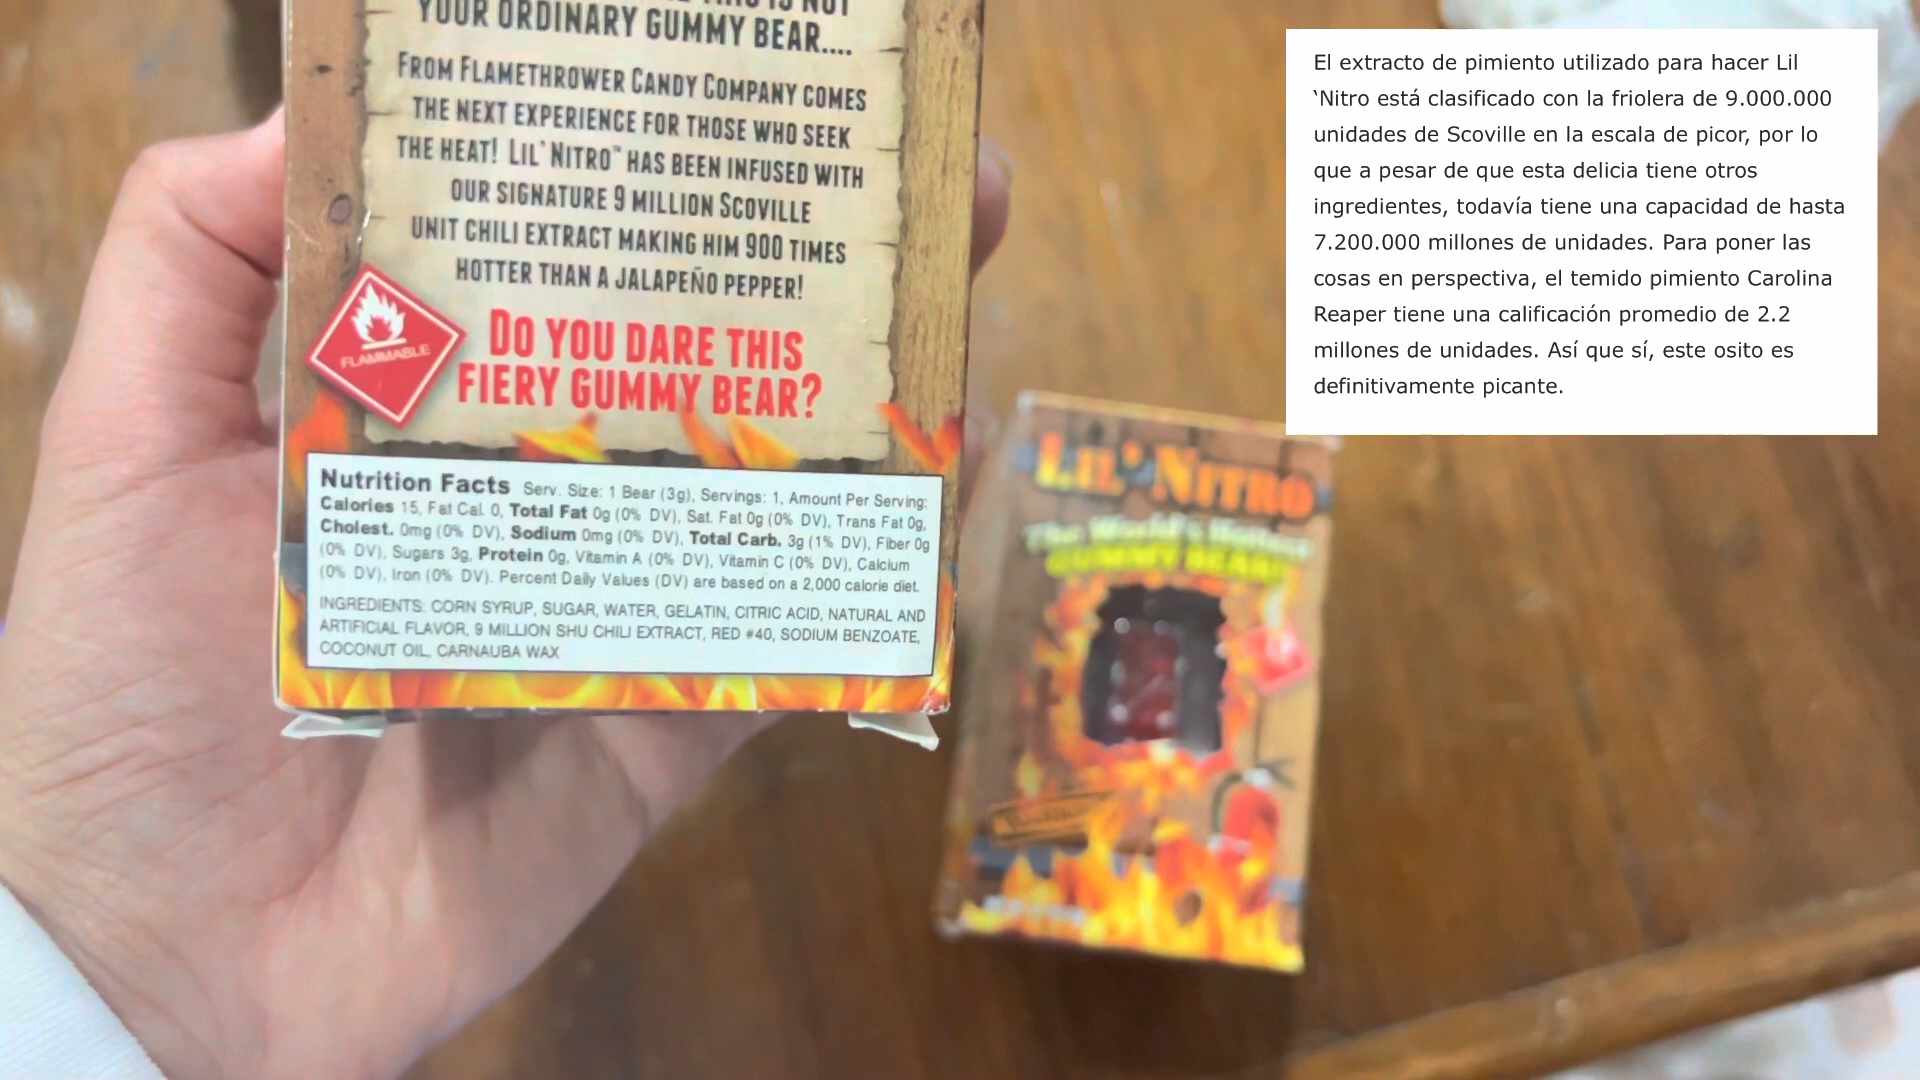 THIS IS NOT
YOUR ORDINARY GUMMY BEAR....
FROM FLAMETHROWER CANDY COMPANY COMES
THE NEXT EXPERIENCE FOR THOSE WHO SEEK
THE HEAT! LIL' NITRO™ HAS BEEN INFUSED WITH
OUR SIGNATURE 9 MILLION SCOVILLE
UNIT CHILI EXTRACT MAKING HIM 900 TIMES
HOTTER THAN A JALAPEÑO PEPPER!
FLAMMABLE
DO YOU DARE THIS
FIERY GUMMY BEAR?
Nutrition Facts Serv. Size: 1 Bear (3g), Servings: 1, Amount Per Serving:
Calories 15, Fat Cal. 0, Total Fat 0g (0% DV), Sat. Fat 0g (0% DV), Trans Fat 0g,
Cholest. 0mg (0% DV), Sodium 0mg (0% DV), Total Carb. 3g (1% DV), Fiber 0g
(0% DV), Sugars 3g, Protein 0g, Vitamin A (0% DV), Vitamin C (0% DV), Calcium
(0% DV), Iron (0% DV). Percent Daily Values (DV) are based on a 2,000 calorie diet.
INGREDIENTS: CORN SYRUP, SUGAR, WATER, GELATIN, CITRIC ACID, NATURAL AND
ARTIFICIAL FLAVOR, 9 MILLION SHU CHILI EXTRACT, RED #40, SODIUM BENZOATE,
COCONUT OIL, CARNAUBA WAX
LIL' NITRO
The World's Hottest
GUMMY BEAR!
El extracto de pimiento utilizado para hacer Lil
‘Nitro está clasificado con la friolera de 9.000.000
unidades de Scoville en la escala de picor, por lo
que a pesar de que esta delicia tiene otros
ingredientes, todavía tiene una capacidad de hasta
7.200.000 millones de unidades. Para poner las
cosas en perspectiva, el temido pimiento Carolina
Reaper tiene una calificación promedio de 2.2
millones de unidades. Así que sí, este osito es
definitivamente picante.